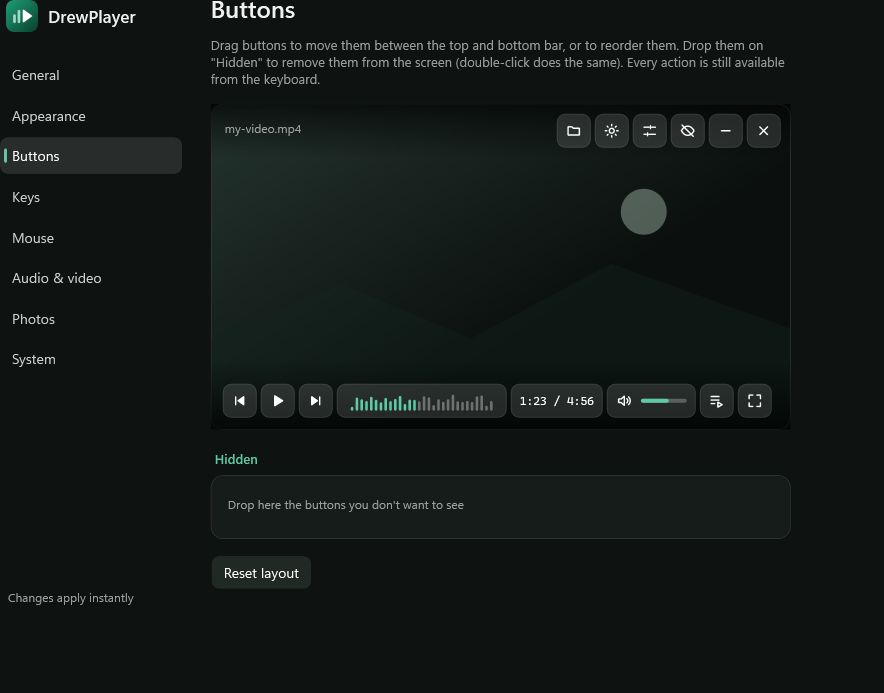 DrewPlayer
General
Appearance
Buttons
Keys
Mouse
Audio & video
Photos
System
Changes apply instantly
Buttons
Drag buttons to move them between the top and bottom bar, or to reorder them. Drop them on
"Hidden" to remove them from the screen (double-click does the same). Every action is still available
from the keyboard.
my-video.mp4
1:23 / 4:56
Hidden
Drop here the buttons you don't want to see
Reset layout